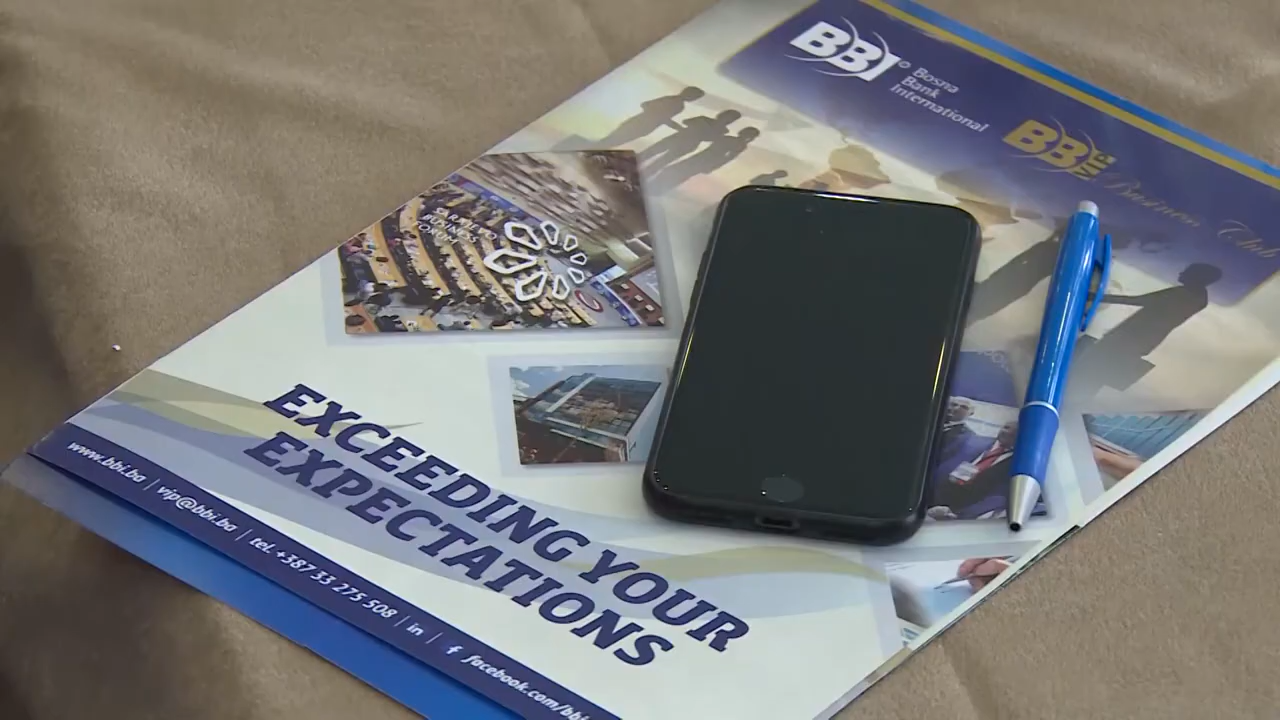 BBI
Bosna
Bank
International
BBI VIP
Business Club
SARAJEVO
BUSINESS
FORUM
EXCEEDING YOUR
EXPECTATIONS
www.bbi.ba | vip@bbi.ba | tel. +387 33 275 508 | in | f facebook.com/bbi